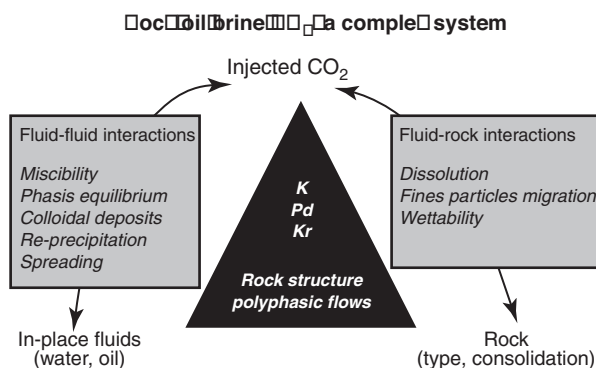 a complex system
Injected CO₂
Fluid-fluid interactions
Miscibility
Phasis equilibrium
Colloidal deposits
Re-precipitation
Spreading
Fluid-rock interactions
Dissolution
Fines particles migration
Wettability
K
Pd
Kr
Rock structure
polyphasic flows
In-place fluids
(water, oil)
Rock
(type, consolidation)